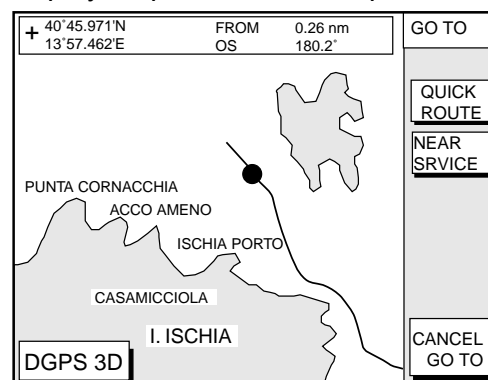 + 40°45.971'N FROM 0.26 nm
13°57.462'E OS 180.2°
GO TO
QUICK
ROUTE
NEAR
SRVICE
PUNTA CORNACCHIA
ACCO AMENO
ISCHIA PORTO
CASAMICCIOLA
I. ISCHIA
DGPS 3D
CANCEL
GO TO